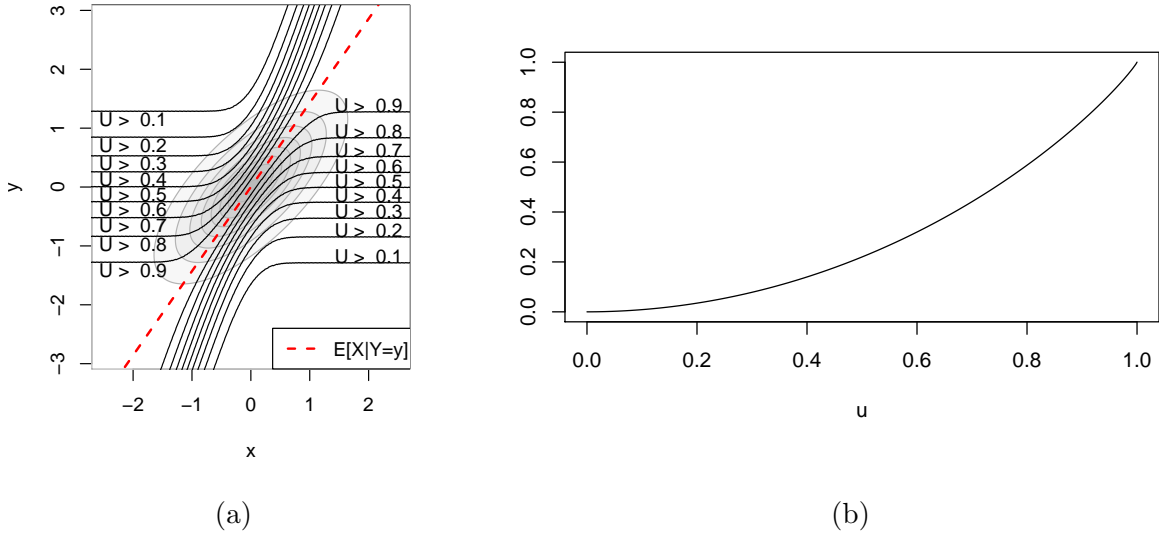 3
2
1
0
−1
−2
−3
y
U > 0.1
U > 0.2
U > 0.3
U > 0.4
U > 0.5
U > 0.6
U > 0.7
U > 0.8
U > 0.9
U > 0.9
U > 0.8
U > 0.7
U > 0.6
U > 0.5
U > 0.4
U > 0.3
U > 0.2
U > 0.1
E[X|Y=y]
−2 −1 0 1 2
x
(a)
1.0
0.8
0.6
0.4
0.2
0.0
0.0 0.2 0.4 0.6 0.8 1.0
u
(b)